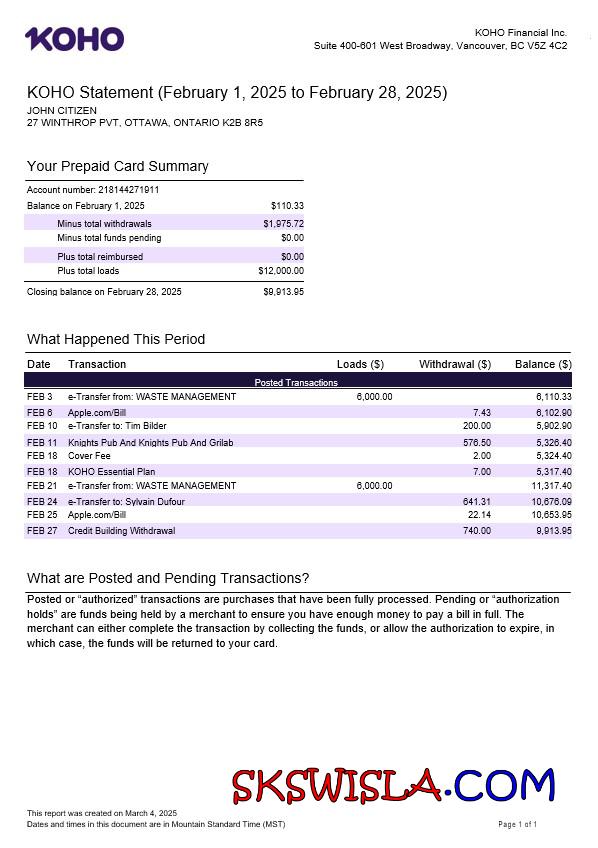 KOHO
KOHO Financial Inc.
Suite 400-601 West Broadway, Vancouver, BC V5Z 4C2
KOHO Statement (February 1, 2025 to February 28, 2025)
JOHN CITIZEN
27 WINTHROP PVT, OTTAWA, ONTARIO K2B 8R5
Your Prepaid Card Summary
Account number: 218144271911
Balance on February 1, 2025 $110.33
Minus total withdrawals $1,975.72
Minus total funds pending $0.00
Plus total reimbursed $0.00
Plus total loads $12,000.00
Closing balance on February 28, 2025 $9,913.95
What Happened This Period
Date Transaction Loads ($) Withdrawal ($) Balance ($)
Posted Transactions
FEB 3 e-Transfer from: WASTE MANAGEMENT 6,000.00 6,110.33
FEB 6 Apple.com/Bill 7.43 6,102.90
FEB 10 e-Transfer to: Tim Bilder 200.00 5,902.90
FEB 11 Knights Pub And Knights Pub And Grilab 576.50 5,326.40
FEB 18 Cover Fee 2.00 5,324.40
FEB 18 KOHO Essential Plan 7.00 5,317.40
FEB 21 e-Transfer from: WASTE MANAGEMENT 6,000.00 11,317.40
FEB 24 e-Transfer to: Sylvain Dufour 641.31 10,676.09
FEB 25 Apple.com/Bill 22.14 10,653.95
FEB 27 Credit Building Withdrawal 740.00 9,913.95
What are Posted and Pending Transactions?
Posted or “authorized” transactions are purchases that have been fully processed. Pending or “authorization
holds” are funds being held by a merchant to ensure you have enough money to pay a bill in full. The
merchant can either complete the transaction by collecting the funds, or allow the authorization to expire, in
which case, the funds will be returned to your card.
SKSWISLA.COM
This report was created on March 4, 2025
Dates and times in this document are in Mountain Standard Time (MST)
Page 1 of 1